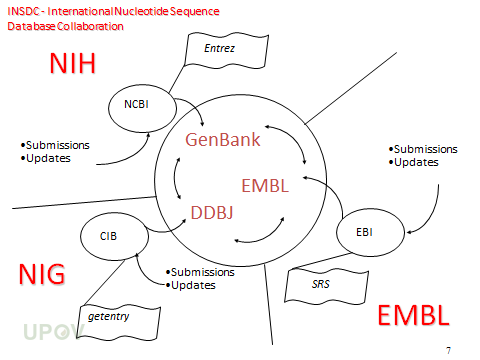 INSDC - International Nucleotide Sequence
Database Collaboration
NIH
Entrez
NCBI
•Submissions
•Updates
GenBank
EMBL
DDBJ
•Submissions
•Updates
EBI
CIB
NIG
•Submissions
•Updates
getentry
SRS
EMBL
UPOV
7